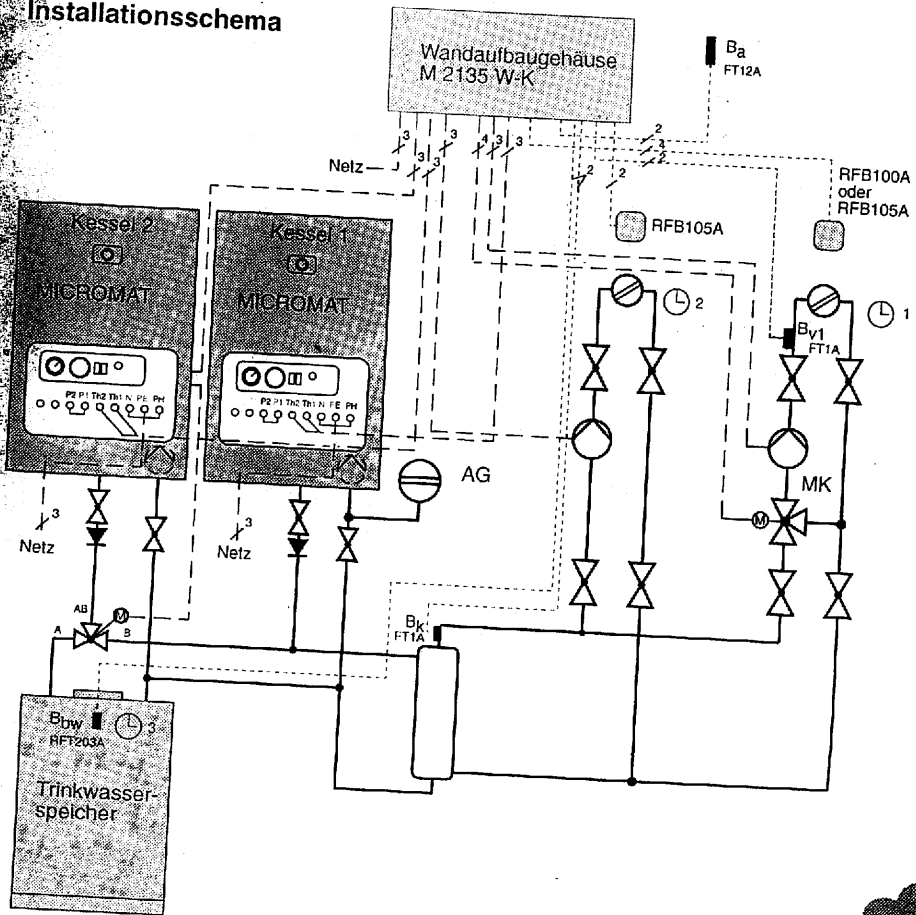 Installationsschema
Wandaufbaugehäuse
M 2135 W-K
Ba
FT12A
3
3
3
3
4
3
3
2
4
2
2
2
Netz
RFB100A
oder
RFB105A
RFB105A
Kessel 2
MICROMAT
P2 P1 Th2 Th1 N PE PH
Kessel 1
MICROMAT
P2 P1 Th2 Th1 N PE PH
2
1
Bv1
FT1A
AG
MK
M
3
Netz
3
Netz
AB
M
A
B
Bk
FT1A
Bbw
RFT203A
3
Trinkwasser-
speicher